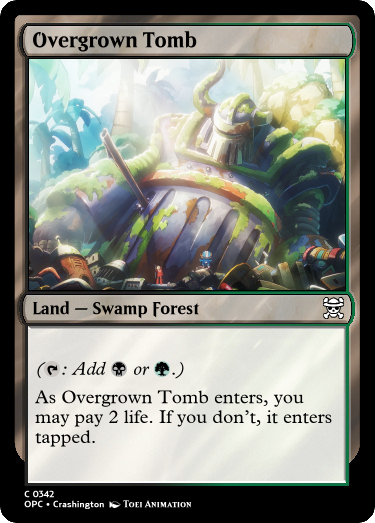 Overgrown Tomb
Land — Swamp Forest
(: Add or .)
As Overgrown Tomb enters, you
may pay 2 life. If you don't, it enters
tapped.
C 0342
OPC • Crashington Toei Animation